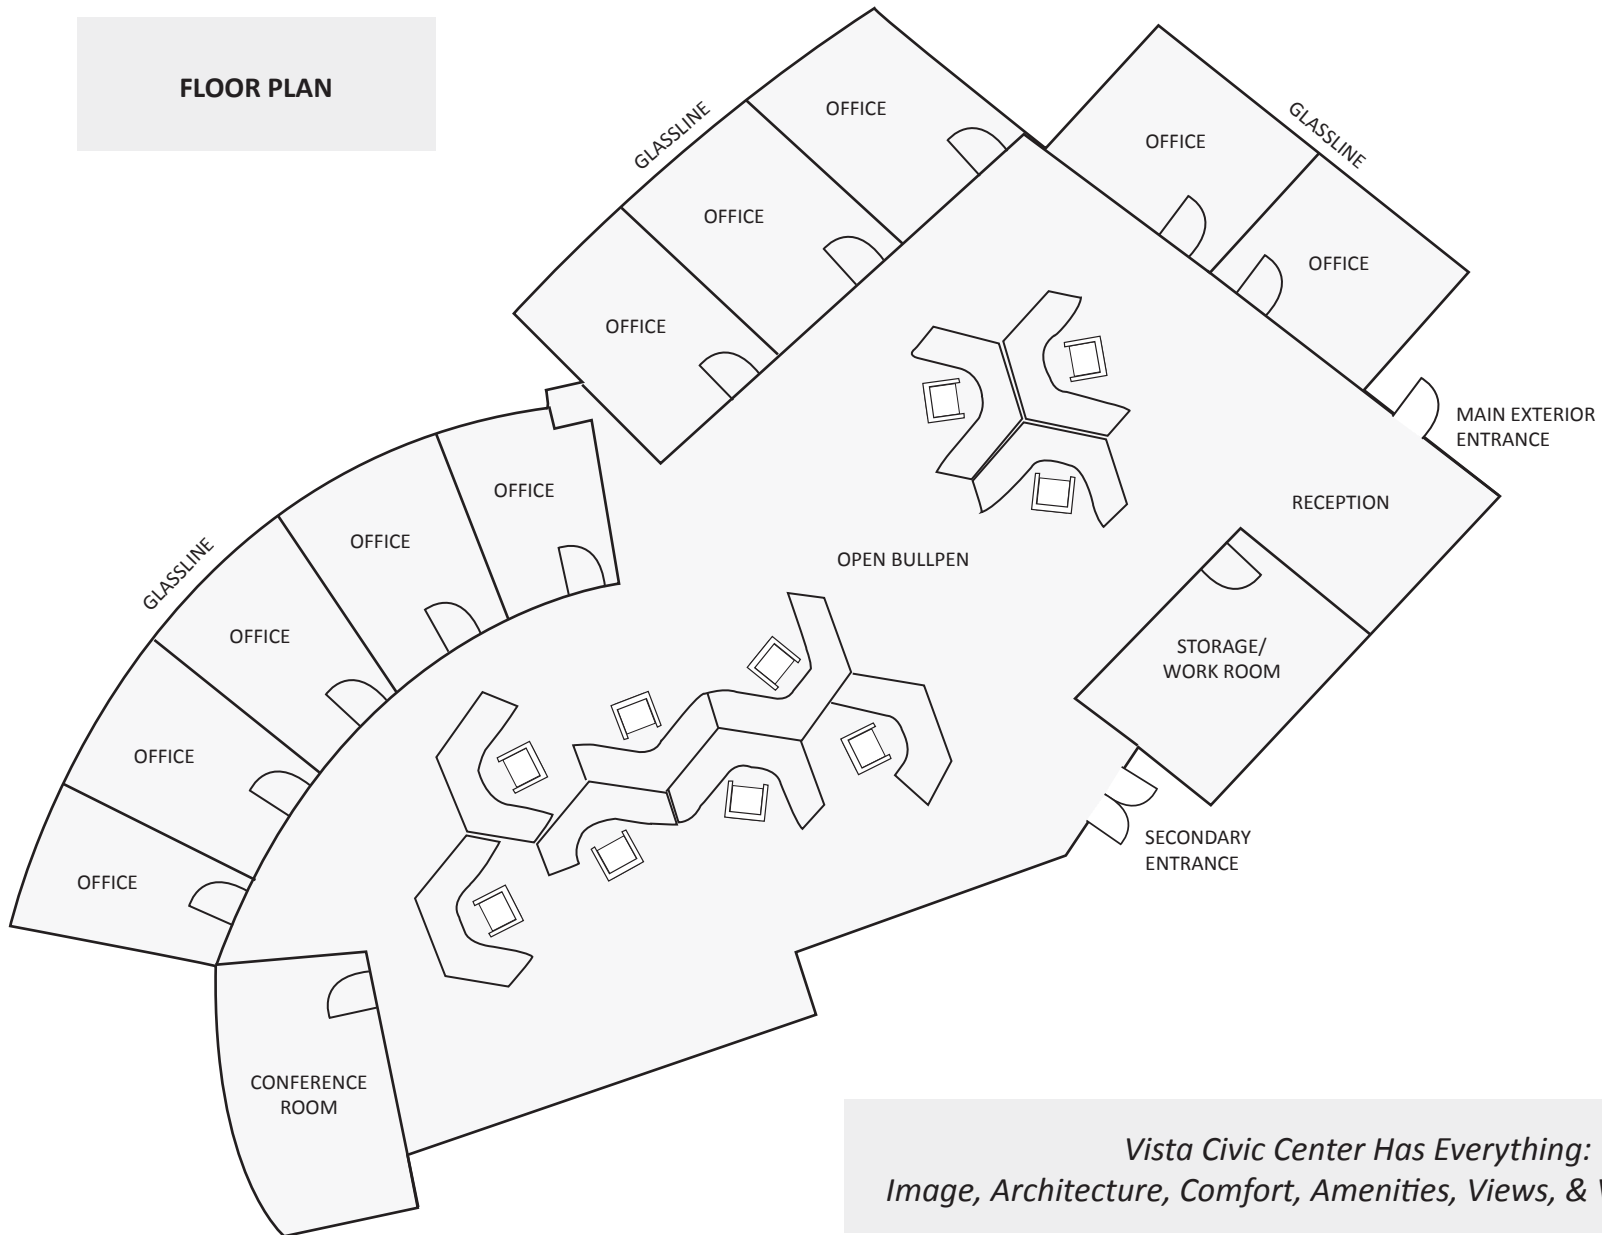 FLOOR PLAN
GLASSLINE
OFFICE
OFFICE
OFFICE
OFFICE
GLASSLINE
OFFICE
MAIN EXTERIOR
ENTRANCE
RECEPTION
OPEN BULLPEN
STORAGE/
WORK ROOM
SECONDARY
ENTRANCE
GLASSLINE
OFFICE
OFFICE
OFFICE
OFFICE
OFFICE
CONFERENCE
ROOM
Vista Civic Center Has Everything:
Image, Architecture, Comfort, Amenities, Views, &